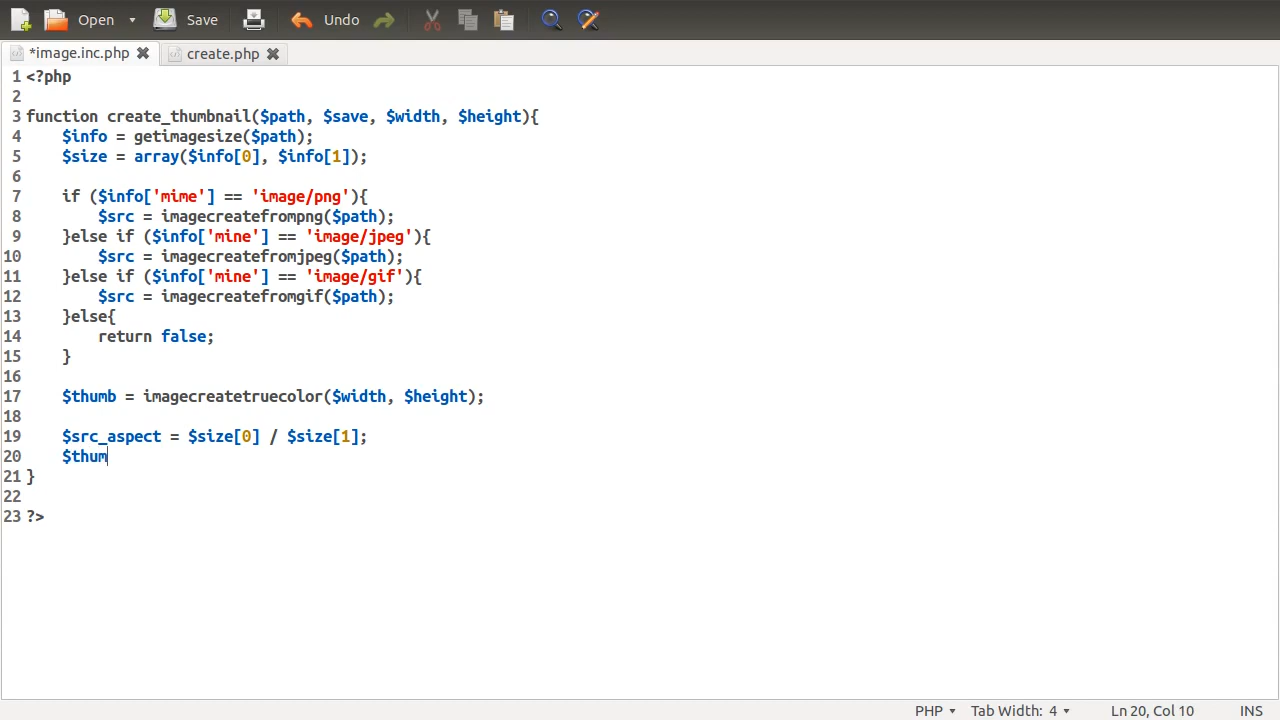 Open Save Undo
*image.inc.php create.php
1 <?php
2
3 function create_thumbnail($path, $save, $width, $height){
4     $info = getimagesize($path);
5     $size = array($info[0], $info[1]);
6
7     if ($info['mime'] == 'image/png'){
8         $src = imagecreatefrompng($path);
9     }else if ($info['mine'] == 'image/jpeg'){
10         $src = imagecreatefromjpeg($path);
11     }else if ($info['mine'] == 'image/gif'){
12         $src = imagecreatefromgif($path);
13     }else{
14         return false;
15     }
16
17     $thumb = imagecreatetruecolor($width, $height);
18
19     $src_aspect = $size[0] / $size[1];
20     $thum
21 }
22
23 ?>
PHP Tab Width: 4 Ln 20, Col 10 INS